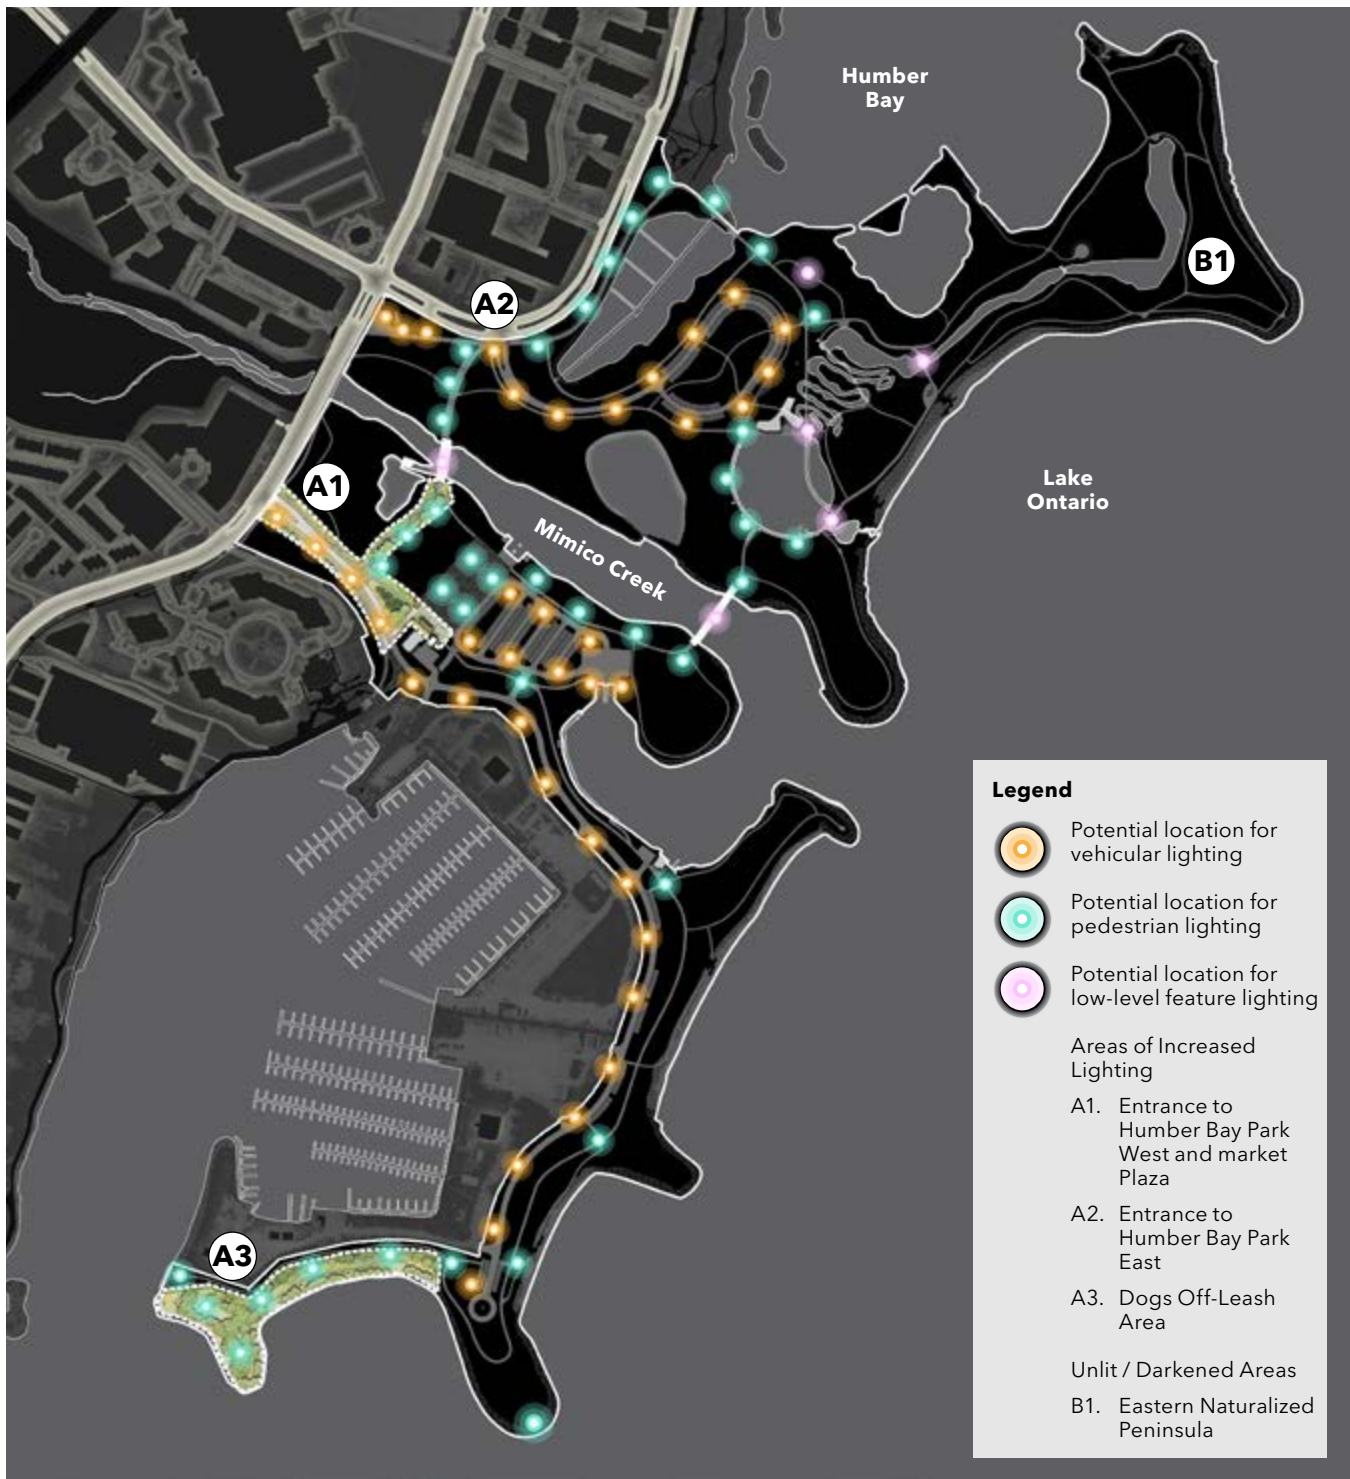 Humber
Bay
B1
A2
Lake
Ontario
A1
Mimico Creek
A3
Legend
Potential location for
vehicular lighting
Potential location for
pedestrian lighting
Potential location for
low-level feature lighting
Areas of Increased
Lighting
A1. Entrance to
Humber Bay Park
West and market
Plaza
A2. Entrance to
Humber Bay Park
East
A3. Dogs Off-Leash
Area
Unlit / Darkened Areas
B1. Eastern Naturalized
Peninsula